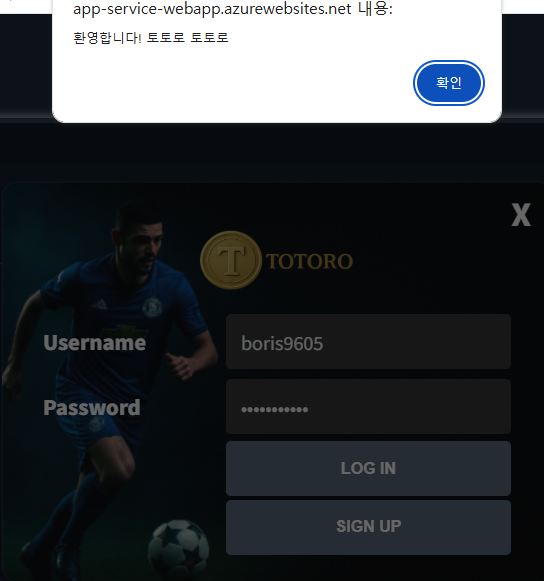 app-service-webapp.azurewebsites.net 내용:
환영합니다! 토토로 토토로
확인
X
T TOTORO
Username
boris9605
Password
•••••••••••
LOG IN
SIGN UP